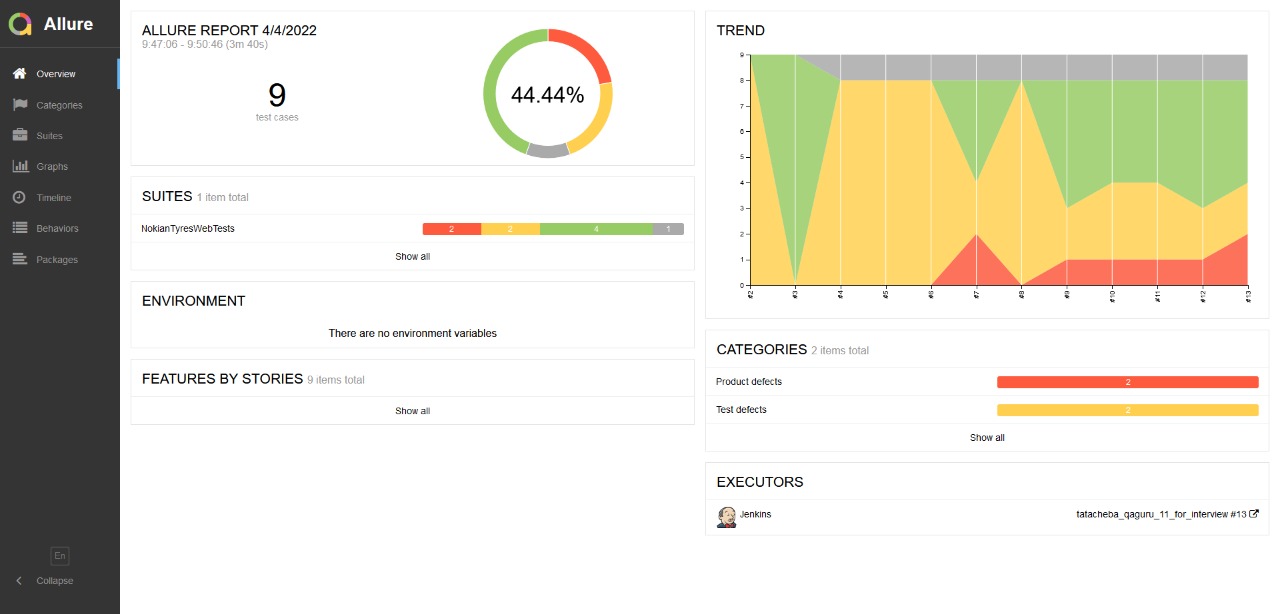 Allure
Overview
Categories
Suites
Graphs
Timeline
Behaviors
Packages
En
Collapse
ALLURE REPORT 4/4/2022
9:47:06 - 9:50:46 (3m 40s)
9
test cases
44.44%
SUITES 1 item total
NokianTyresWebTests 2 2 4 1
Show all
ENVIRONMENT
There are no environment variables
FEATURES BY STORIES 9 items total
Show all
TREND
9
8
7
6
5
4
3
2
1
0
#2 #3 #4 #5 #6 #7 #8 #9 #10 #11 #12 #13
CATEGORIES 2 items total
Product defects 2
Test defects 2
Show all
EXECUTORS
Jenkins tatacheba_qaguru_11_for_interview #13